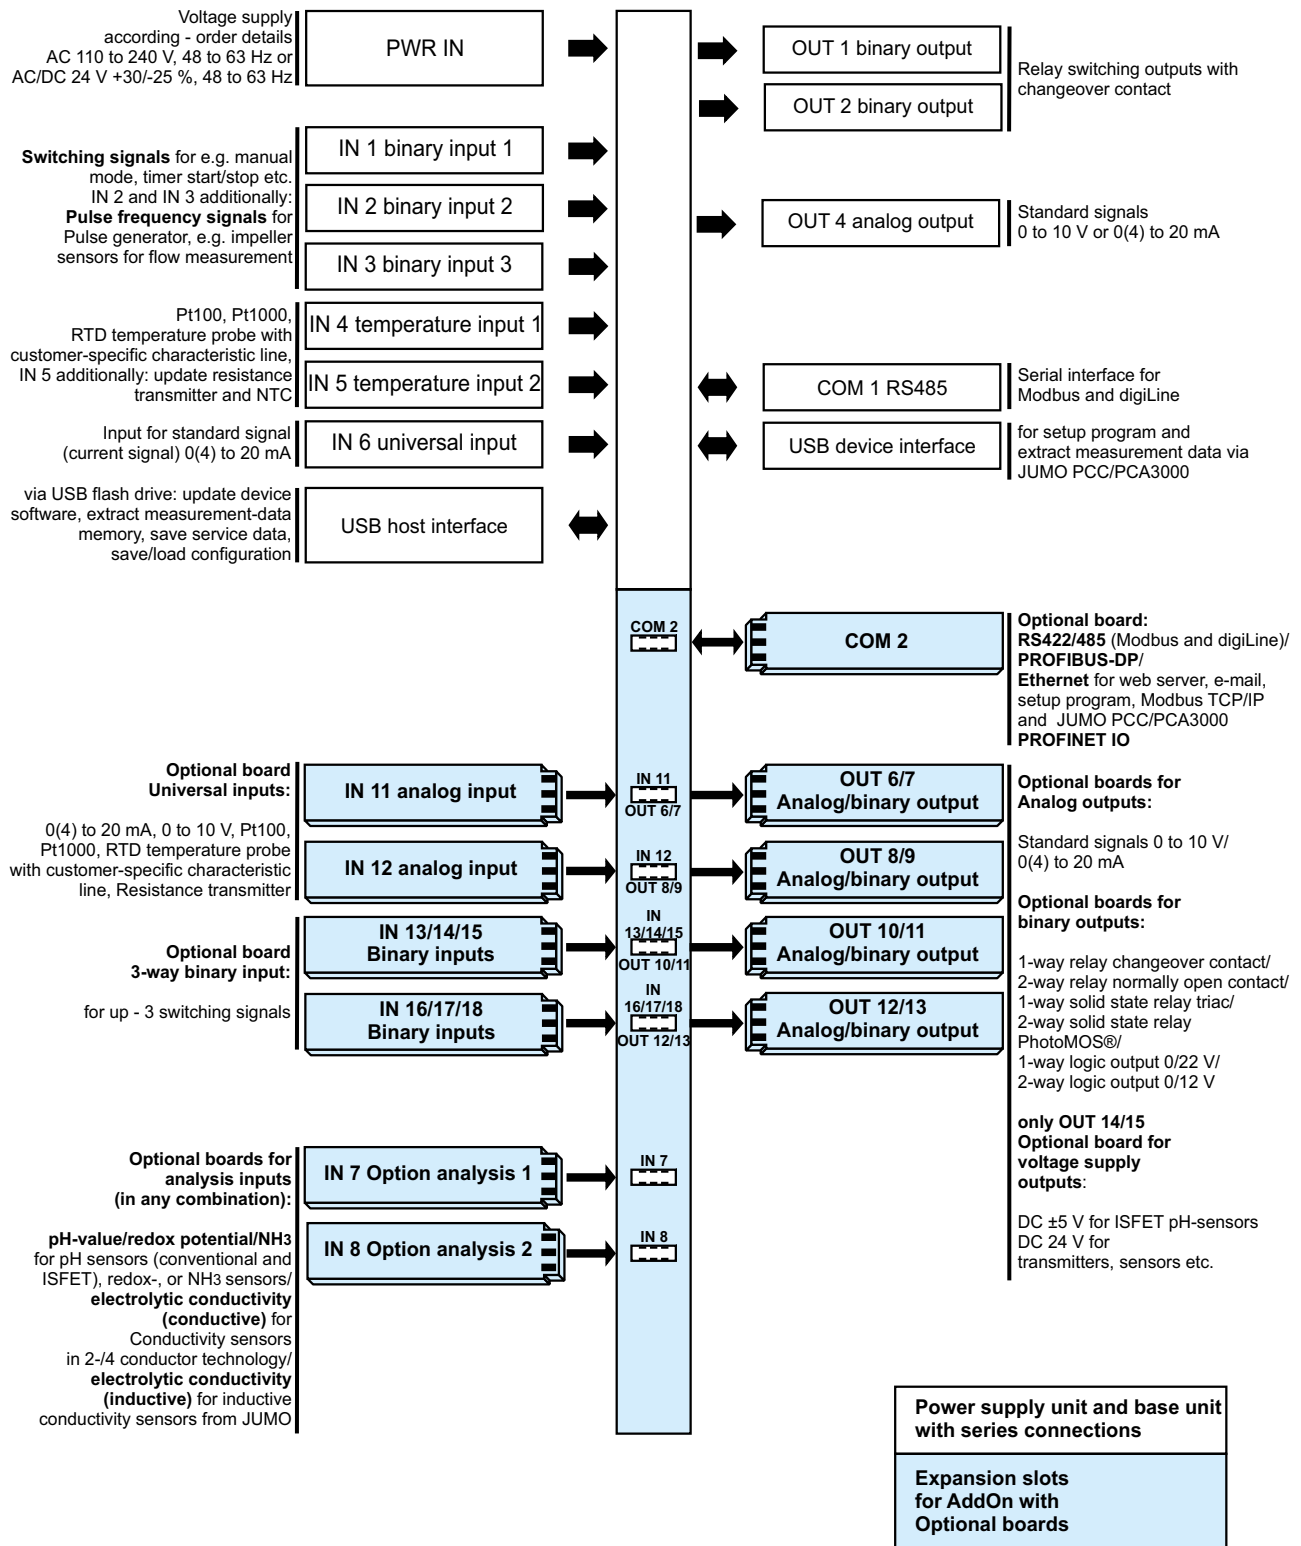 Voltage supply
according - order details
AC 110 to 240 V, 48 to 63 Hz or
AC/DC 24 V +30/-25 %, 48 to 63 Hz
PWR IN
OUT 1 binary output
OUT 2 binary output
Relay switching outputs with
changeover contact
Switching signals for e.g. manual
mode, timer start/stop etc.
IN 2 and IN 3 additionally:
Pulse frequency signals for
Pulse generator, e.g. impeller
sensors for flow measurement
IN 1 binary input 1
IN 2 binary input 2
IN 3 binary input 3
OUT 4 analog output
Standard signals
0 to 10 V or 0(4) to 20 mA
Pt100, Pt1000,
RTD temperature probe with
customer-specific characteristic line,
IN 5 additionally: update resistance
transmitter and NTC
IN 4 temperature input 1
IN 5 temperature input 2
COM 1 RS485
Serial interface for
Modbus and digiLine
Input for standard signal
(current signal) 0(4) to 20 mA
IN 6 universal input
USB device interface
for setup program and
extract measurement data via
JUMO PCC/PCA3000
via USB flash drive: update device
software, extract measurement-data
memory, save service data,
save/load configuration
USB host interface
COM 2
COM 2
Optional board:
RS422/485 (Modbus and digiLine)/
PROFIBUS-DP/
Ethernet for web server, e-mail,
setup program, Modbus TCP/IP
and JUMO PCC/PCA3000
PROFINET IO
Optional board
Universal inputs:
0(4) to 20 mA, 0 to 10 V, Pt100,
Pt1000, RTD temperature probe
with customer-specific characteristic
line, Resistance transmitter
IN 11 analog input
IN 11
OUT 6/7
OUT 6/7
Analog/binary output
IN 12 analog input
IN 12
OUT 8/9
OUT 8/9
Analog/binary output
Optional board
3-way binary input:
for up - 3 switching signals
IN 13/14/15
Binary inputs
IN
13/14/15
OUT 10/11
OUT 10/11
Analog/binary output
IN 16/17/18
Binary inputs
IN
16/17/18
OUT 12/13
OUT 12/13
Analog/binary output
Optional boards for
Analog outputs:
Standard signals 0 to 10 V/
0(4) to 20 mA
Optional boards for
binary outputs:
1-way relay changeover contact/
2-way relay normally open contact/
1-way solid state relay triac/
2-way solid state relay
PhotoMOS®/
1-way logic output 0/22 V/
2-way logic output 0/12 V
only OUT 14/15
Optional board for
voltage supply
outputs:
DC ±5 V for ISFET pH-sensors
DC 24 V for
transmitters, sensors etc.
Optional boards for
analysis inputs
(in any combination):
pH-value/redox potential/NH3
for pH sensors (conventional and
ISFET), redox-, or NH3 sensors/
electrolytic conductivity
(conductive) for
Conductivity sensors
in 2-/4 conductor technology/
electrolytic conductivity
(inductive) for inductive
conductivity sensors from JUMO
IN 7 Option analysis 1
IN 7
IN 8 Option analysis 2
IN 8
Power supply unit and base unit
with series connections
Expansion slots
for AddOn with
Optional boards